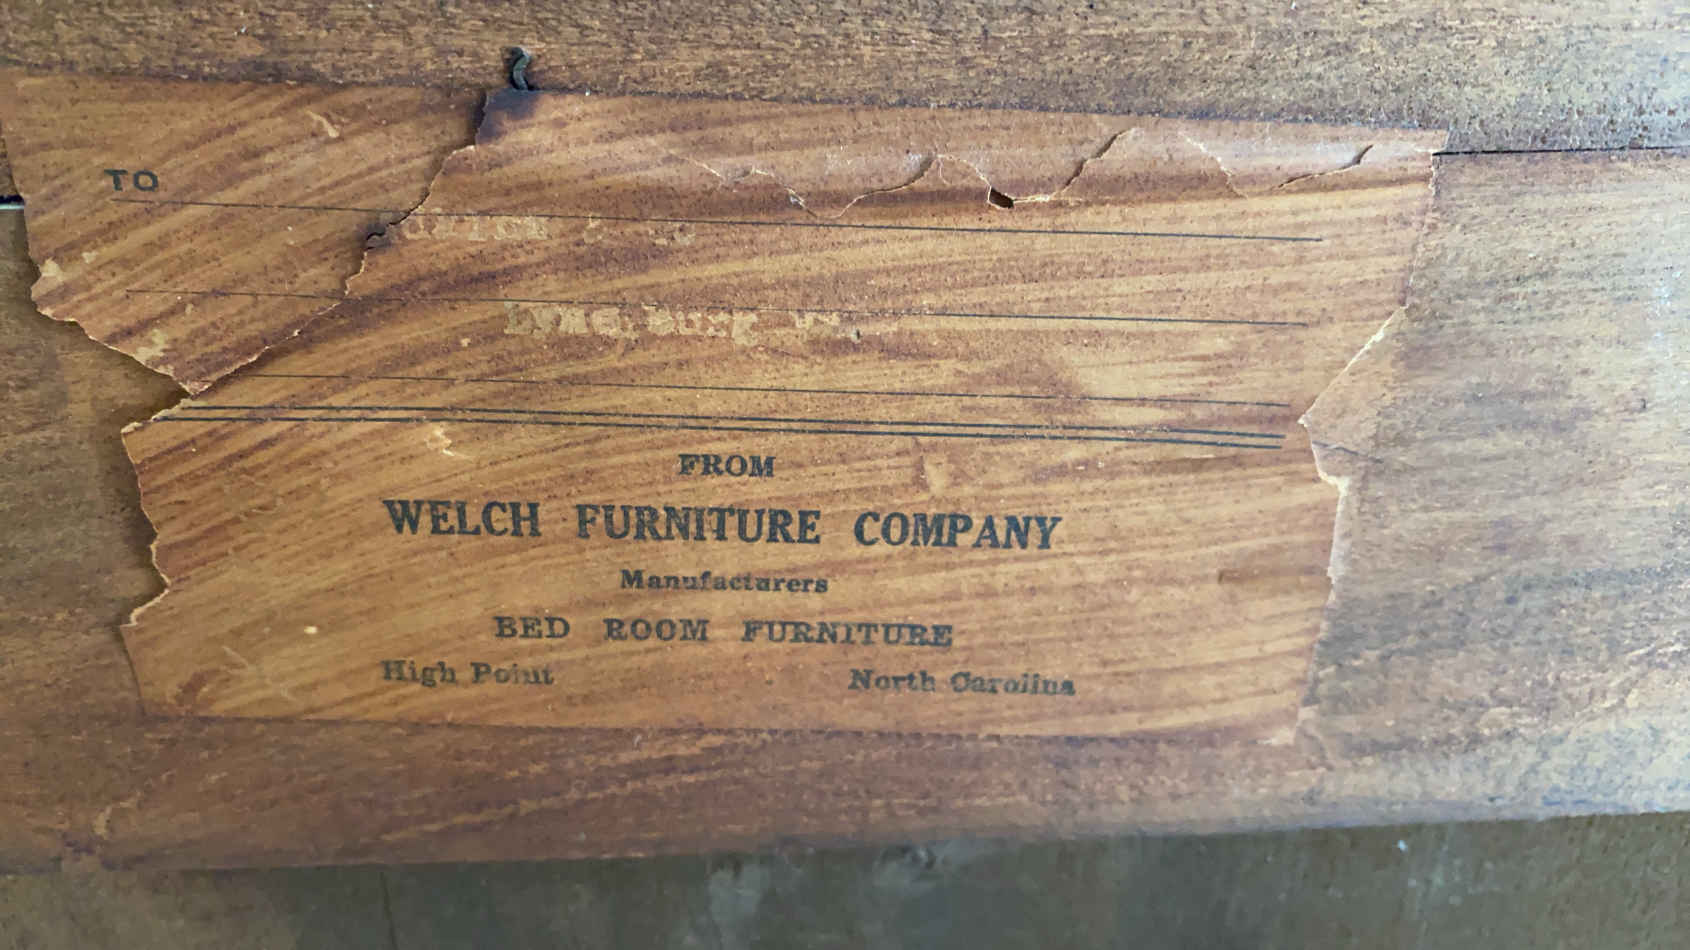 TO
FROM
WELCH FURNITURE COMPANY
Manufacturers
BED ROOM FURNITURE
High Point North Carolina